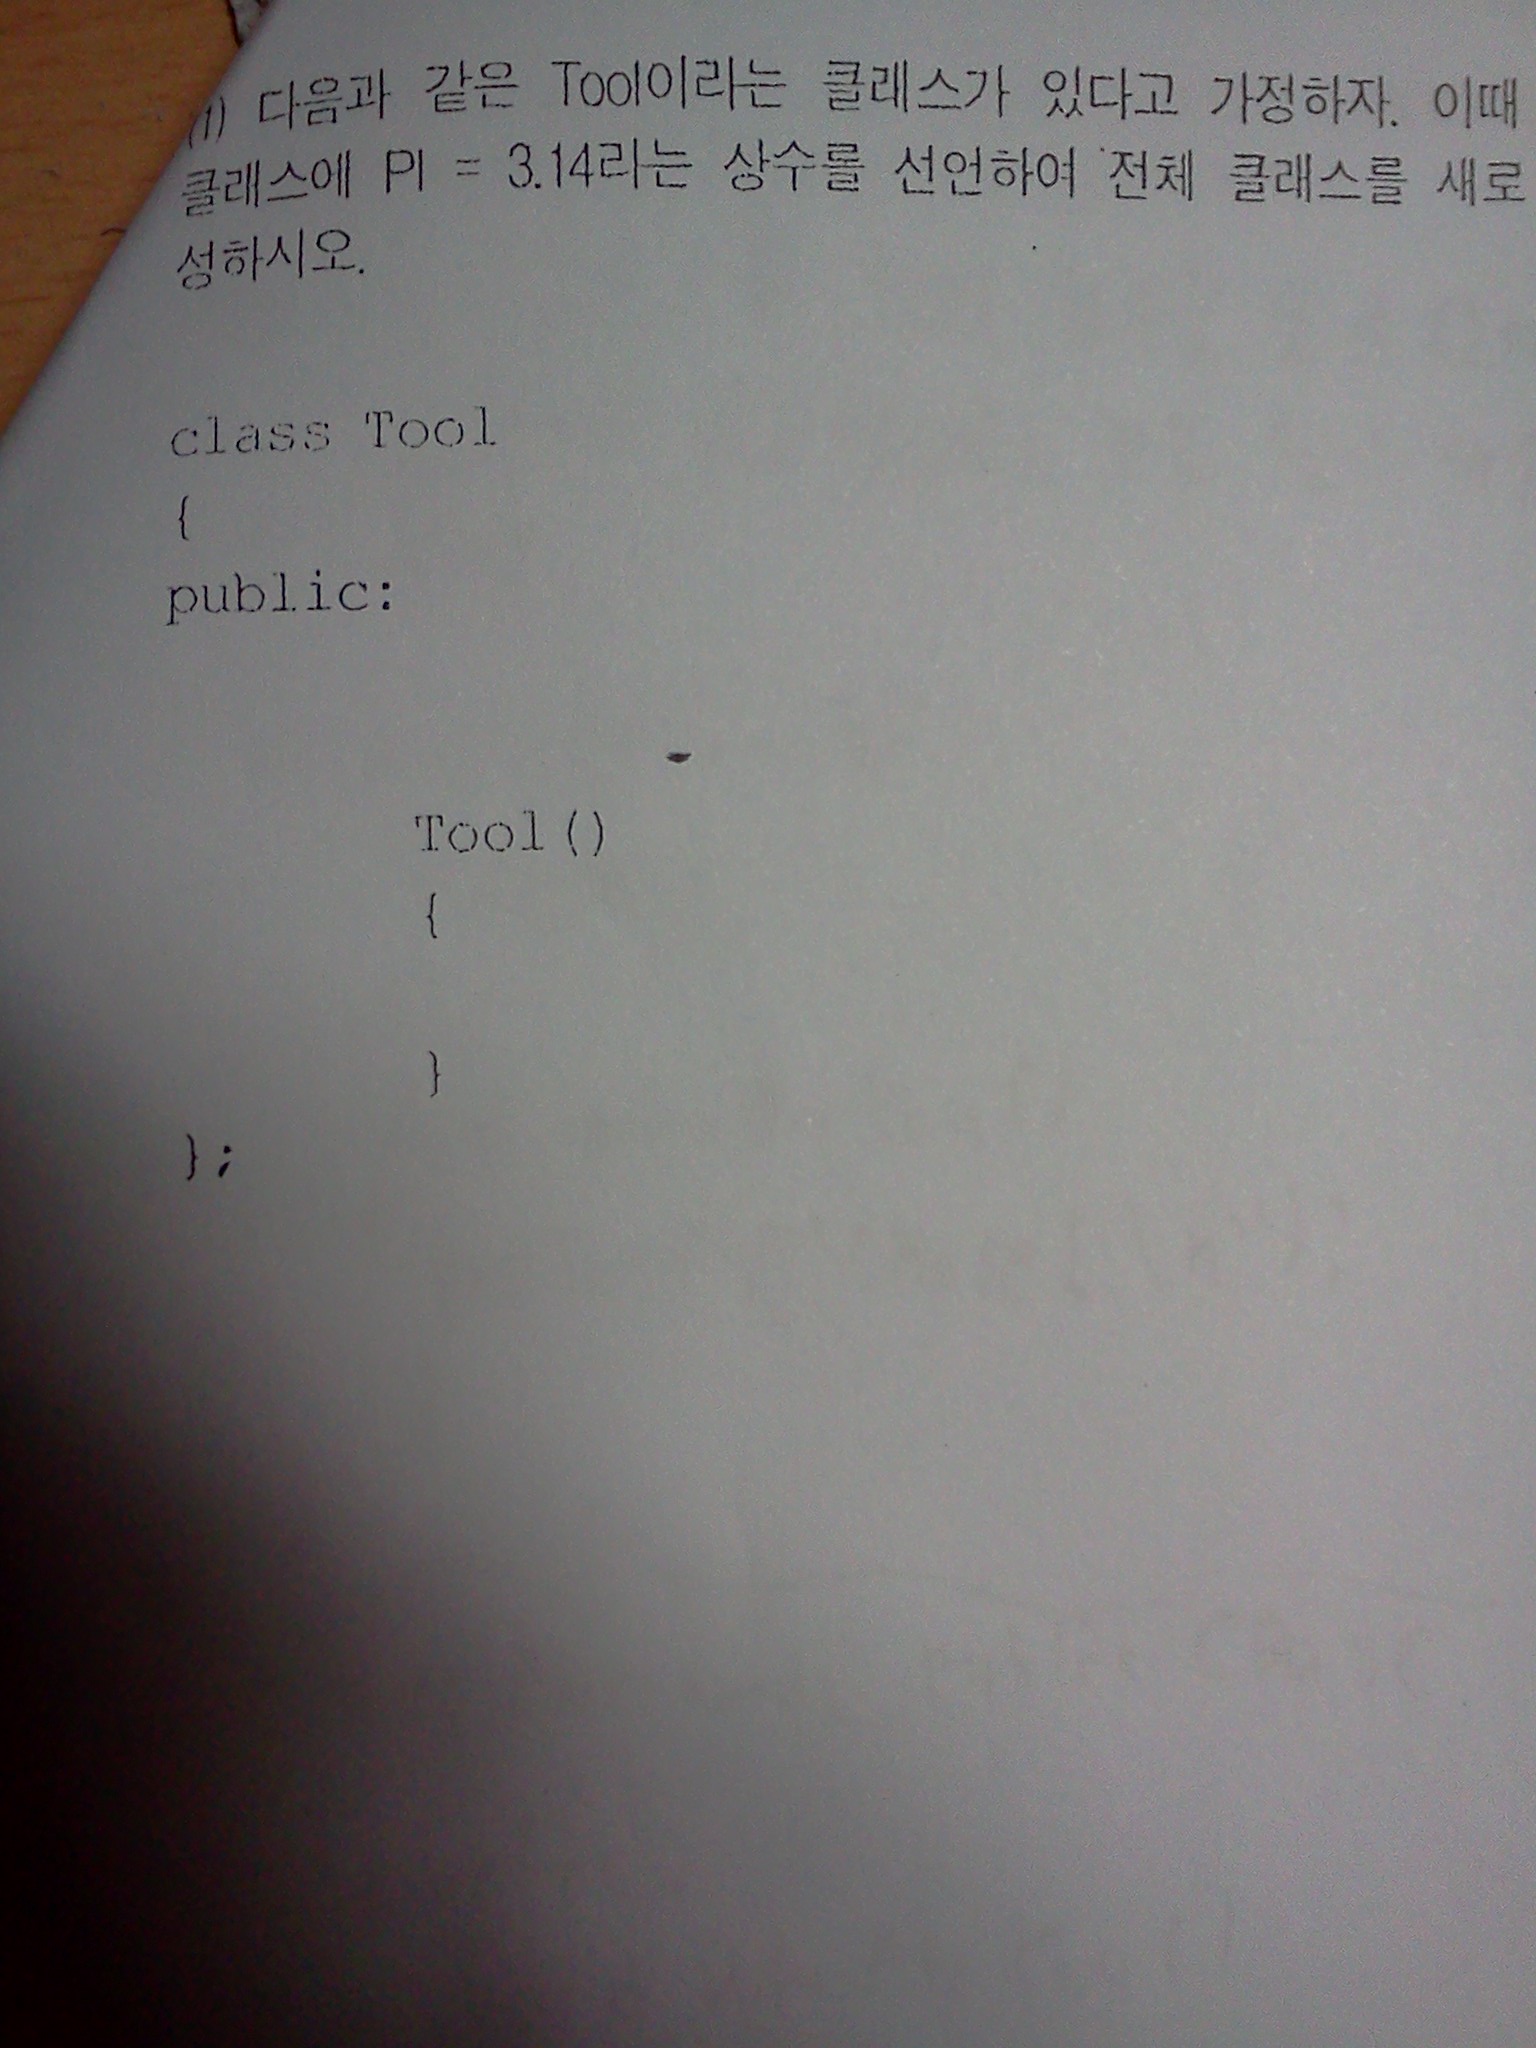 (1) 다음과 같은 Tool이라는 클래스가 있다고 가정하자. 이때
클래스에 PI = 3.14라는 상수를 선언하여 전체 클래스를 새로
성하시오.
class Tool
{
public:
Tool()
{
}
};